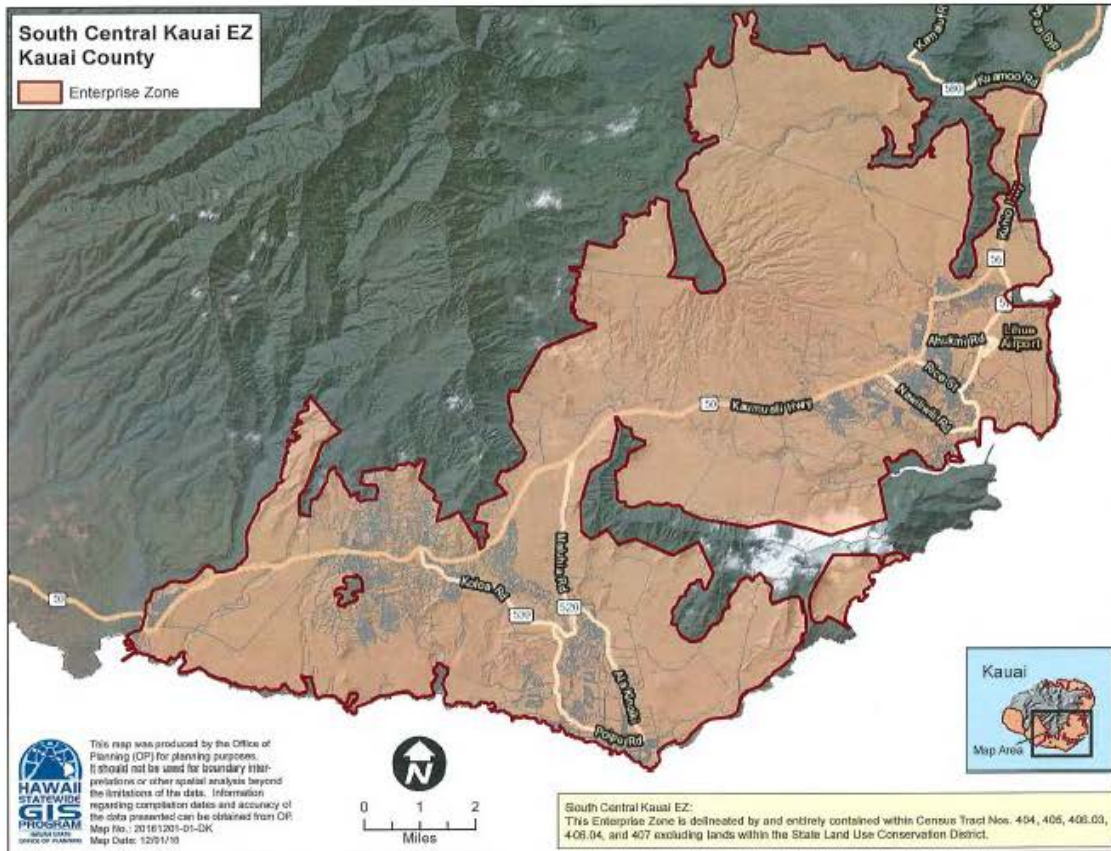 South Central Kauai EZ
Kauai County
Enterprise Zone
Kuamoo Rd
580
Kuhio
56
51
Lihue
Airport
Ahukini Rd
Rice St
Nawiliwili Rd
50
Kaumualii Hwy
Maluhia Rd
Koloa Rd
530
520
50
Poipu Rd
Kauai
Map Area
HAWAII
STATEWIDE
GIS
PROGRAM
OFFICE OF PLANNING
This map was produced by the Office of
Planning (OP) for planning purposes.
It should not be used for boundary inter-
pretations or other spatial analysis beyond
the limitations of the data. Information
regarding compilation dates and accuracy of
the data presented can be obtained from OP.
Map No.: 20161201-01-DK
Map Date: 12/01/16
N
0 1 2
Miles
South Central Kauai EZ:
This Enterprise Zone is delineated by and entirely contained within Census Tract Nos. 404, 405, 406.03,
406.04, and 407 excluding lands within the State Land Use Conservation District.